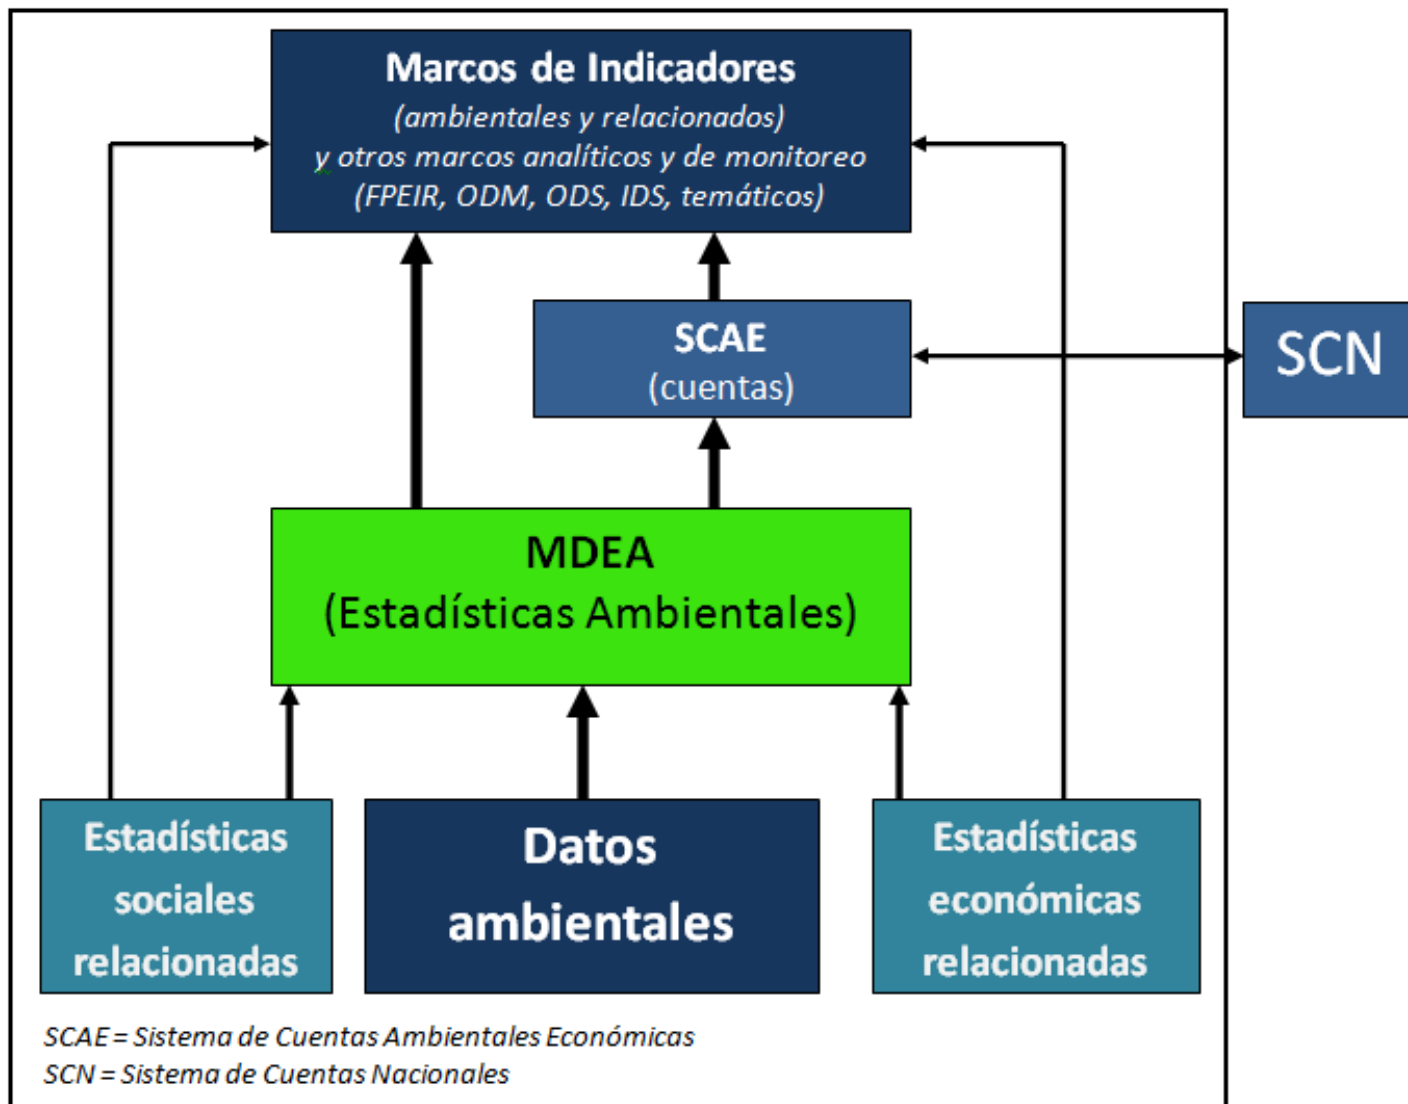 Marcos de Indicadores
(ambientales y relacionados)
y otros marcos analíticos y de monitoreo
(FPEIR, ODM, ODS, IDS, temáticos)
SCAE
(cuentas)
SCN
MDEA
(Estadísticas Ambientales)
Estadísticas
sociales
relacionadas
Datos
ambientales
Estadísticas
económicas
relacionadas
SCAE = Sistema de Cuentas Ambientales Económicas
SCN = Sistema de Cuentas Nacionales